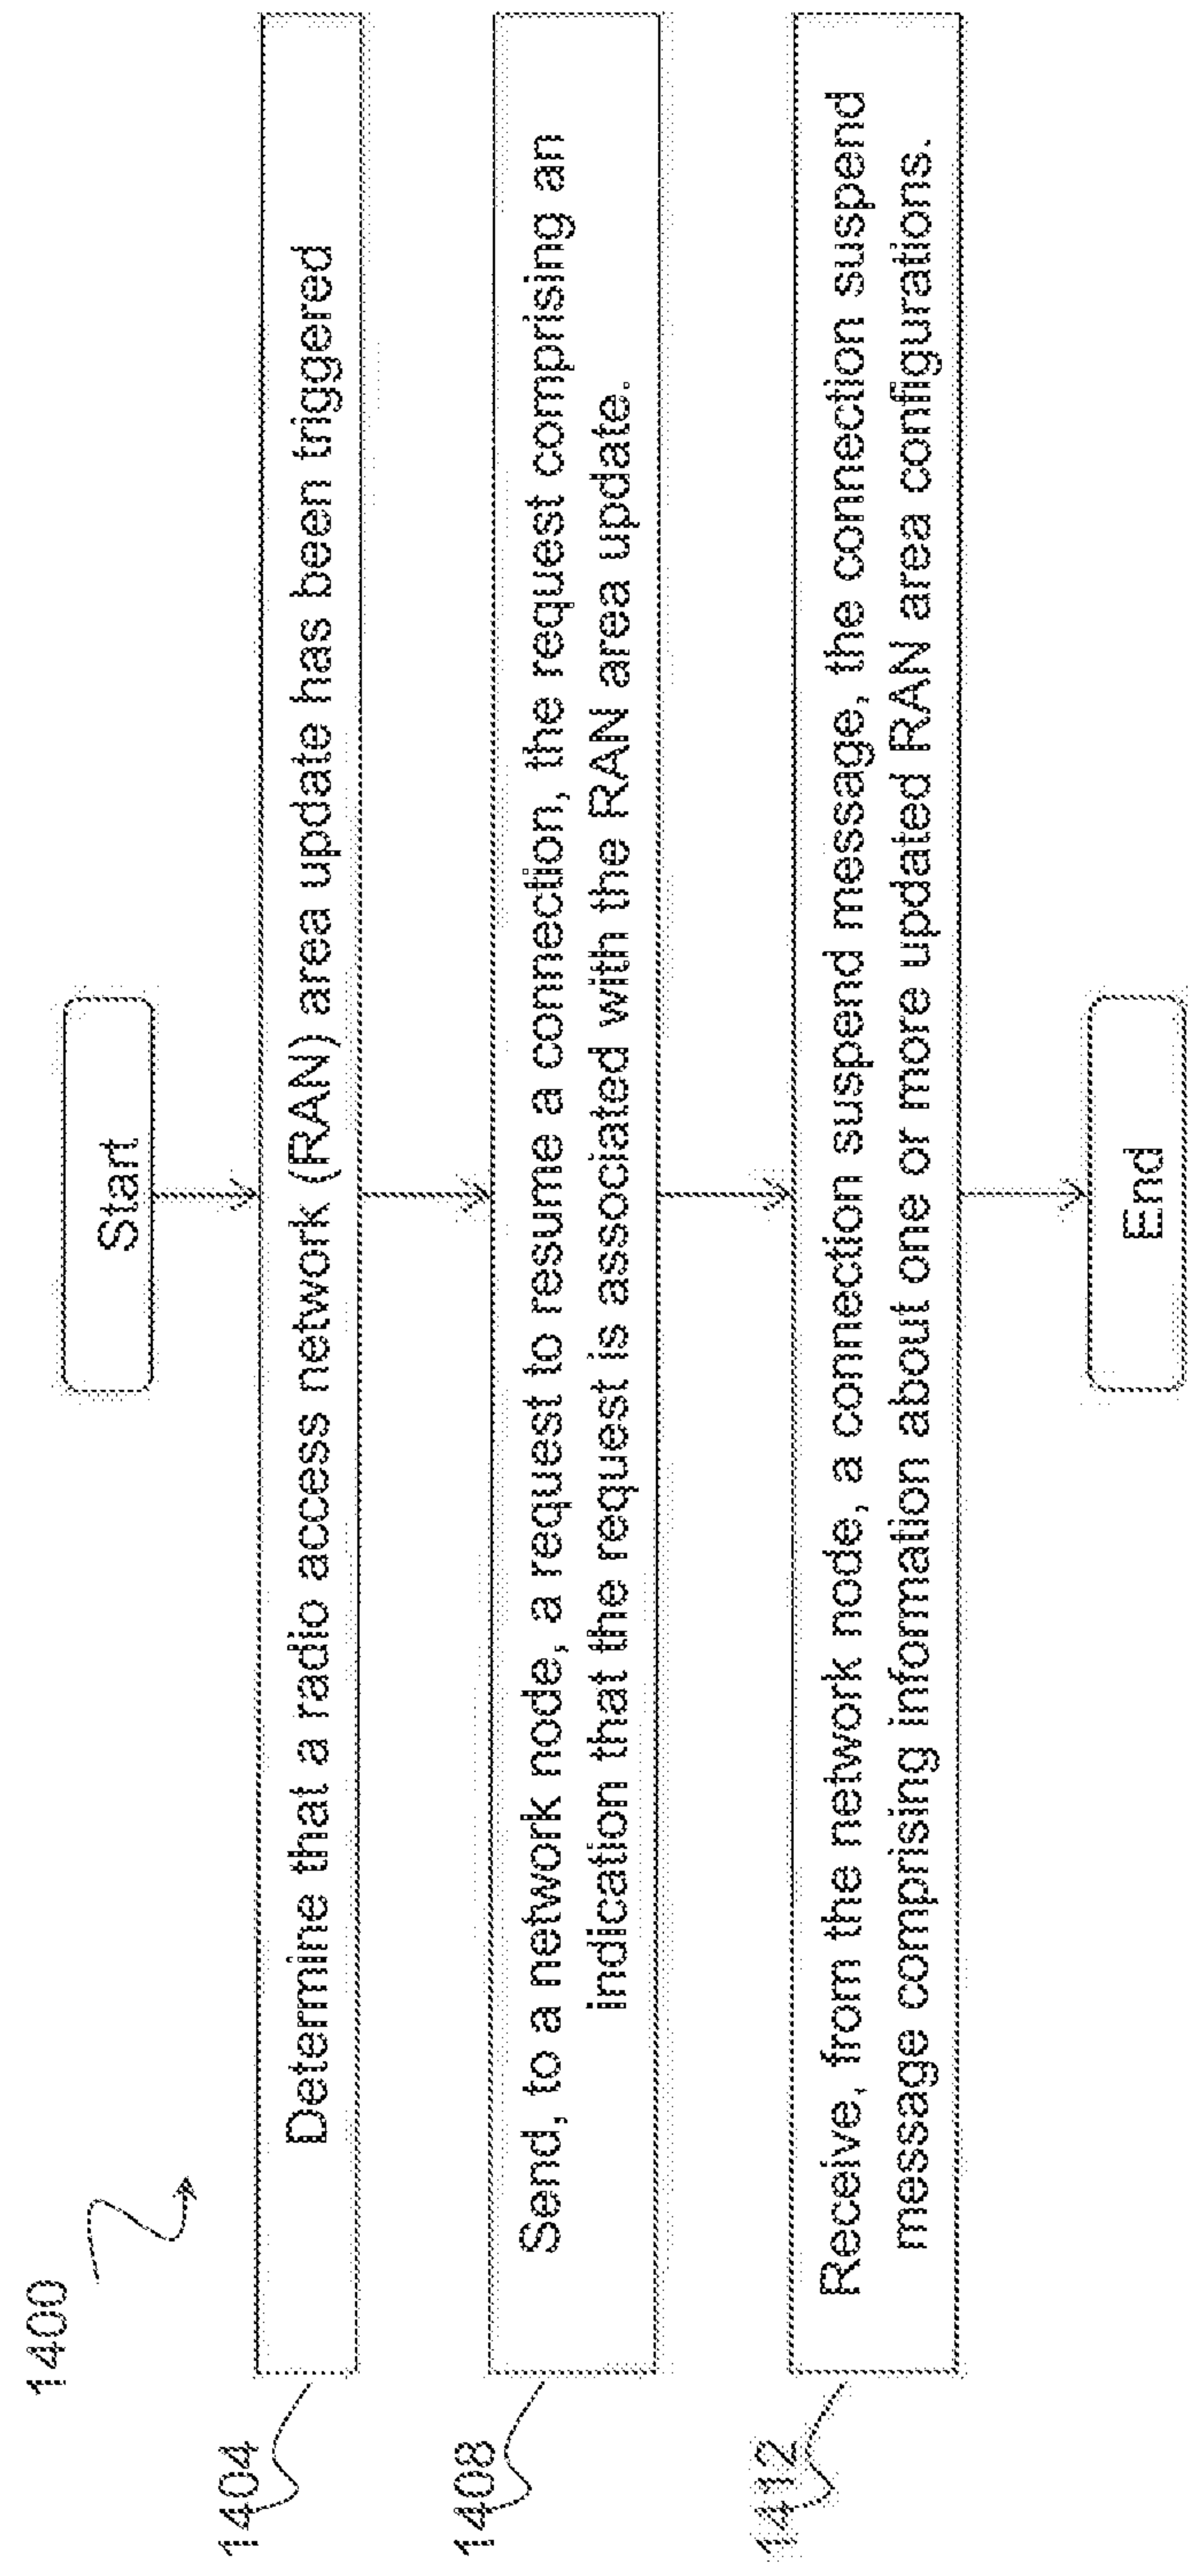 1400
Start
1404
Determine that a radio access network (RAN) area update has been triggered
1408
Send, to a network node, a request to resume a connection, the request comprising an
indication that the request is associated with the RAN area update.
1412
Receive, from the network node, a connection suspend message, the connection suspend
message comprising information about one or more updated RAN area configurations.
End